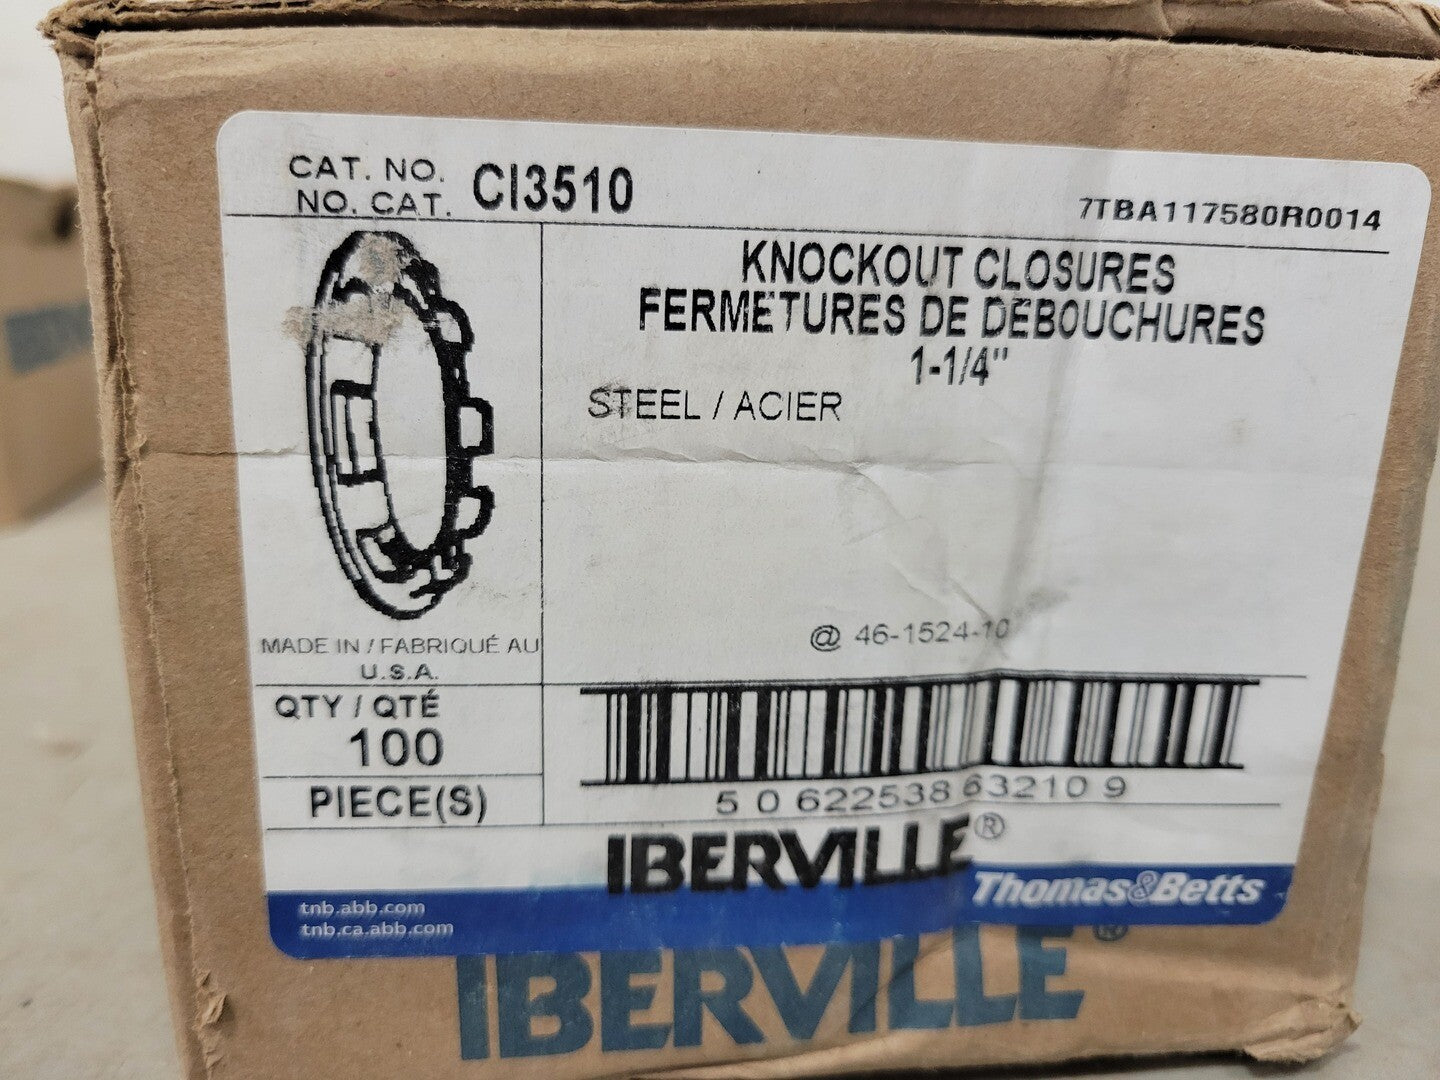 CAT. NO.
NO. CAT. CI3510
7TBA117580R0014
KNOCKOUT CLOSURES
FERMETURES DE DÉBOUCHURES
1-1/4"
STEEL / ACIER
@ 46-1524-10
MADE IN / FABRIQUÉ AU
U.S.A.
QTY / QTÉ
100
PIECE(S)
5 0 622538 63210 9
IBERVILLE®
Thomas&Betts
tnb.abb.com
tnb.ca.abb.com
IBERVILLE®